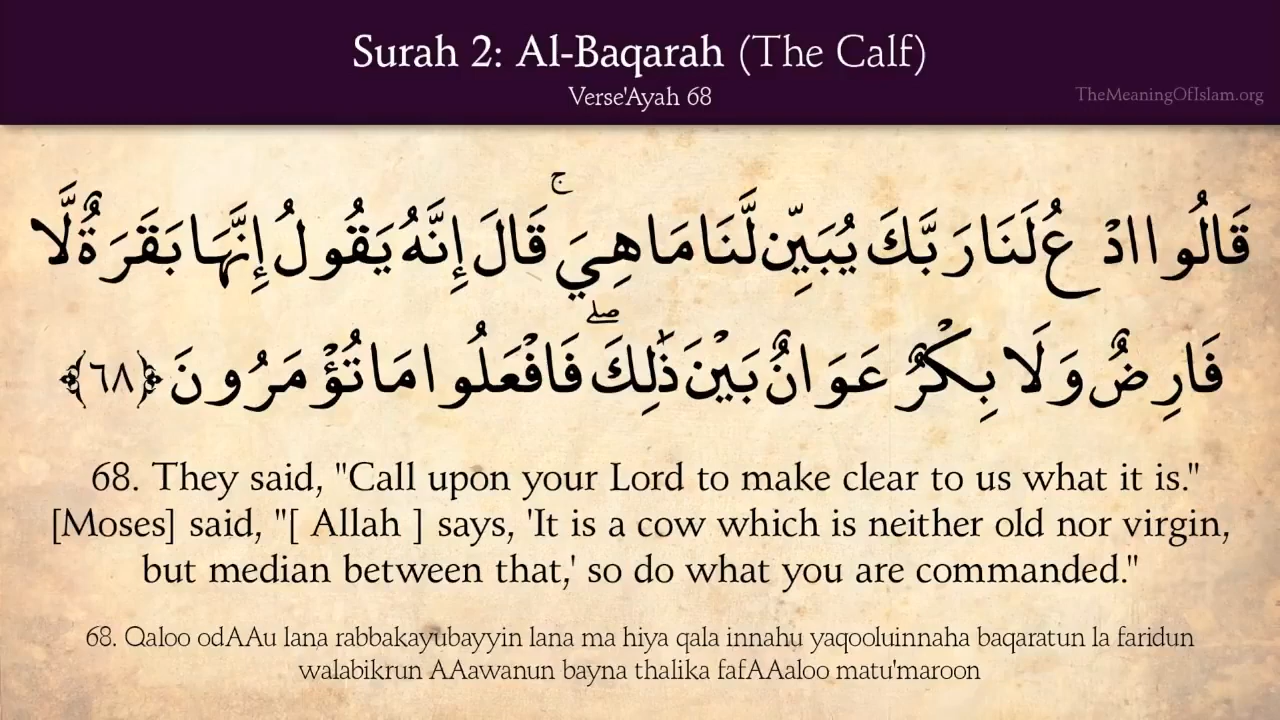 Surah 2: Al-Baqarah (The Calf)
Verse'Ayah 68
TheMeaningOfIslam.org
قَالُوا ادْعُ لَنَا رَبَّكَ يُبَيِّن لَّنَا مَا هِيَ ۚ قَالَ إِنَّهُ يَقُولُ إِنَّهَا بَقَرَةٌ لَّا
فَارِضٌ وَلَا بِكْرٌ عَوَانٌ بَيْنَ ذَٰلِكَ ۖ فَافْعَلُوا مَا تُؤْمَرُونَ ﴿٦٨﴾
68. They said, "Call upon your Lord to make clear to us what it is."
[Moses] said, "[ Allah ] says, 'It is a cow which is neither old nor virgin,
but median between that,' so do what you are commanded."
68. Qaloo odAAu lana rabbakayubayyin lana ma hiya qala innahu yaqooluinnaha baqaratun la faridun
walabikrun AAawanun bayna thalika fafAAaloo matu'maroon